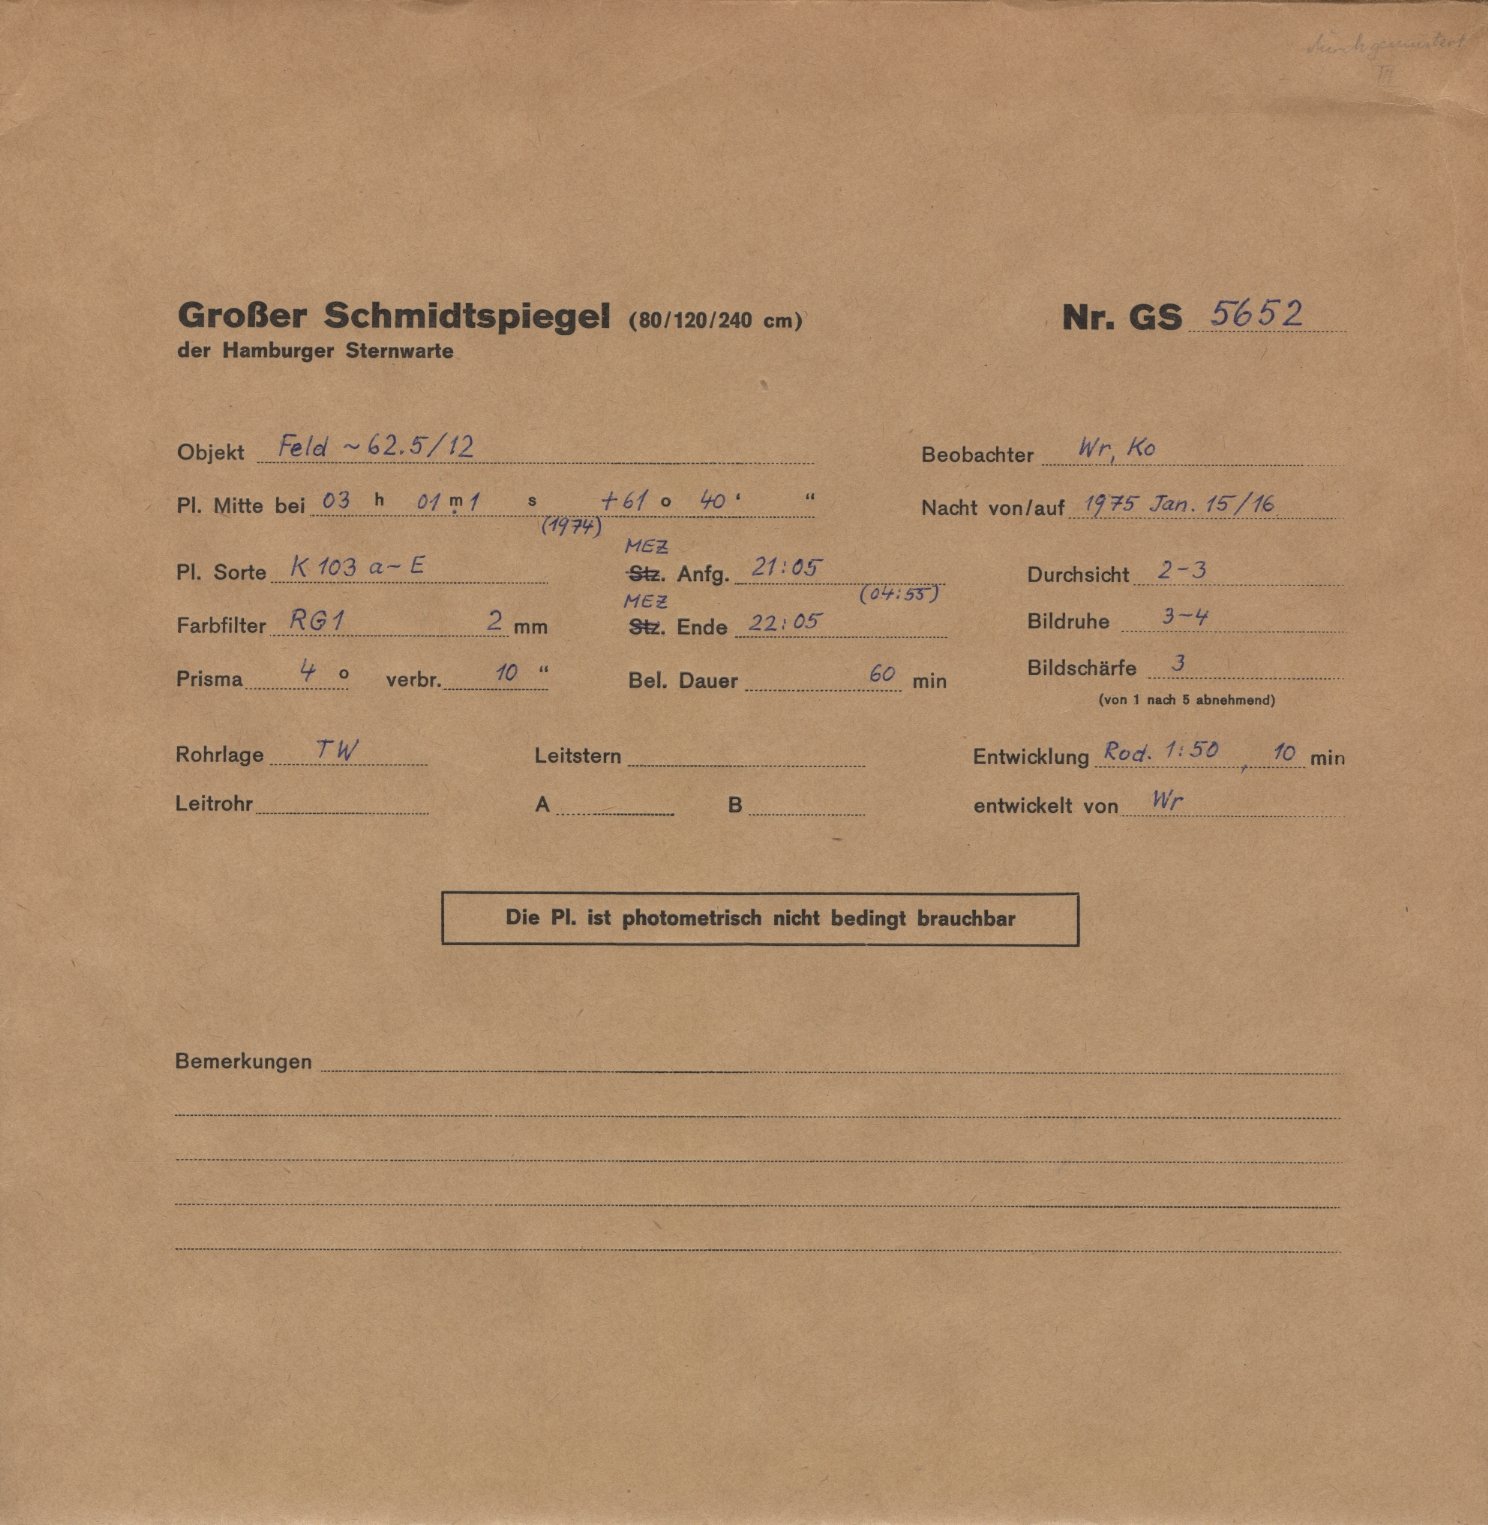 durchgemustert
Großer Schmidtspiegel (80/120/240 cm) Nr. GS 5652
der Hamburger Sternwarte
Objekt Feld ~62.5/12 Beobachter Wr, Ko
Pl. Mitte bei 03 h 01 m. 1 s +61 o 40 ' " Nacht von/auf 1975 Jan. 15/16
(1974)
MEZ
Pl. Sorte K 103 a-E Stz. Anfg. 21:05 Durchsicht 2-3
MEZ (04:55)
Farbfilter RG1 2 mm Stz. Ende 22:05 Bildruhe 3-4
Prisma 4 o verbr. 10 " Bel. Dauer 60 min Bildschärfe 3
(von 1 nach 5 abnehmend)
Rohrlage TW Leitstern Entwicklung Rod. 1:50, 10 min
Leitrohr A B entwickelt von Wr
Die Pl. ist photometrisch nicht bedingt brauchbar
Bemerkungen